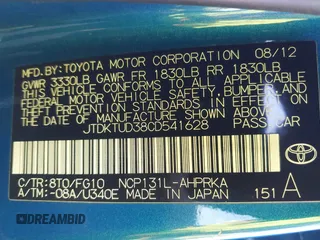 MFD.BY: TOYOTA MOTOR CORPORATION 08/12
GVWR 3330LB GAWR FR 1830LB RR 1830LB
THIS VEHICLE CONFORMS TO ALL APPLICABLE
FEDERAL MOTOR VEHICLE SAFETY, BUMPER, AND
THEFT PREVENTION STANDARDS IN EFFECT ON
THE DATE OF MANUFACTURE SHOWN ABOVE.
JTDKTUD38CD541628 PASSENGER CAR
C/TR: 8T0/FG10 NCP131L-AHPRKA
A/TM: -08A/U340E MADE IN JAPAN 151 A
TOYOTA
DREAMBID